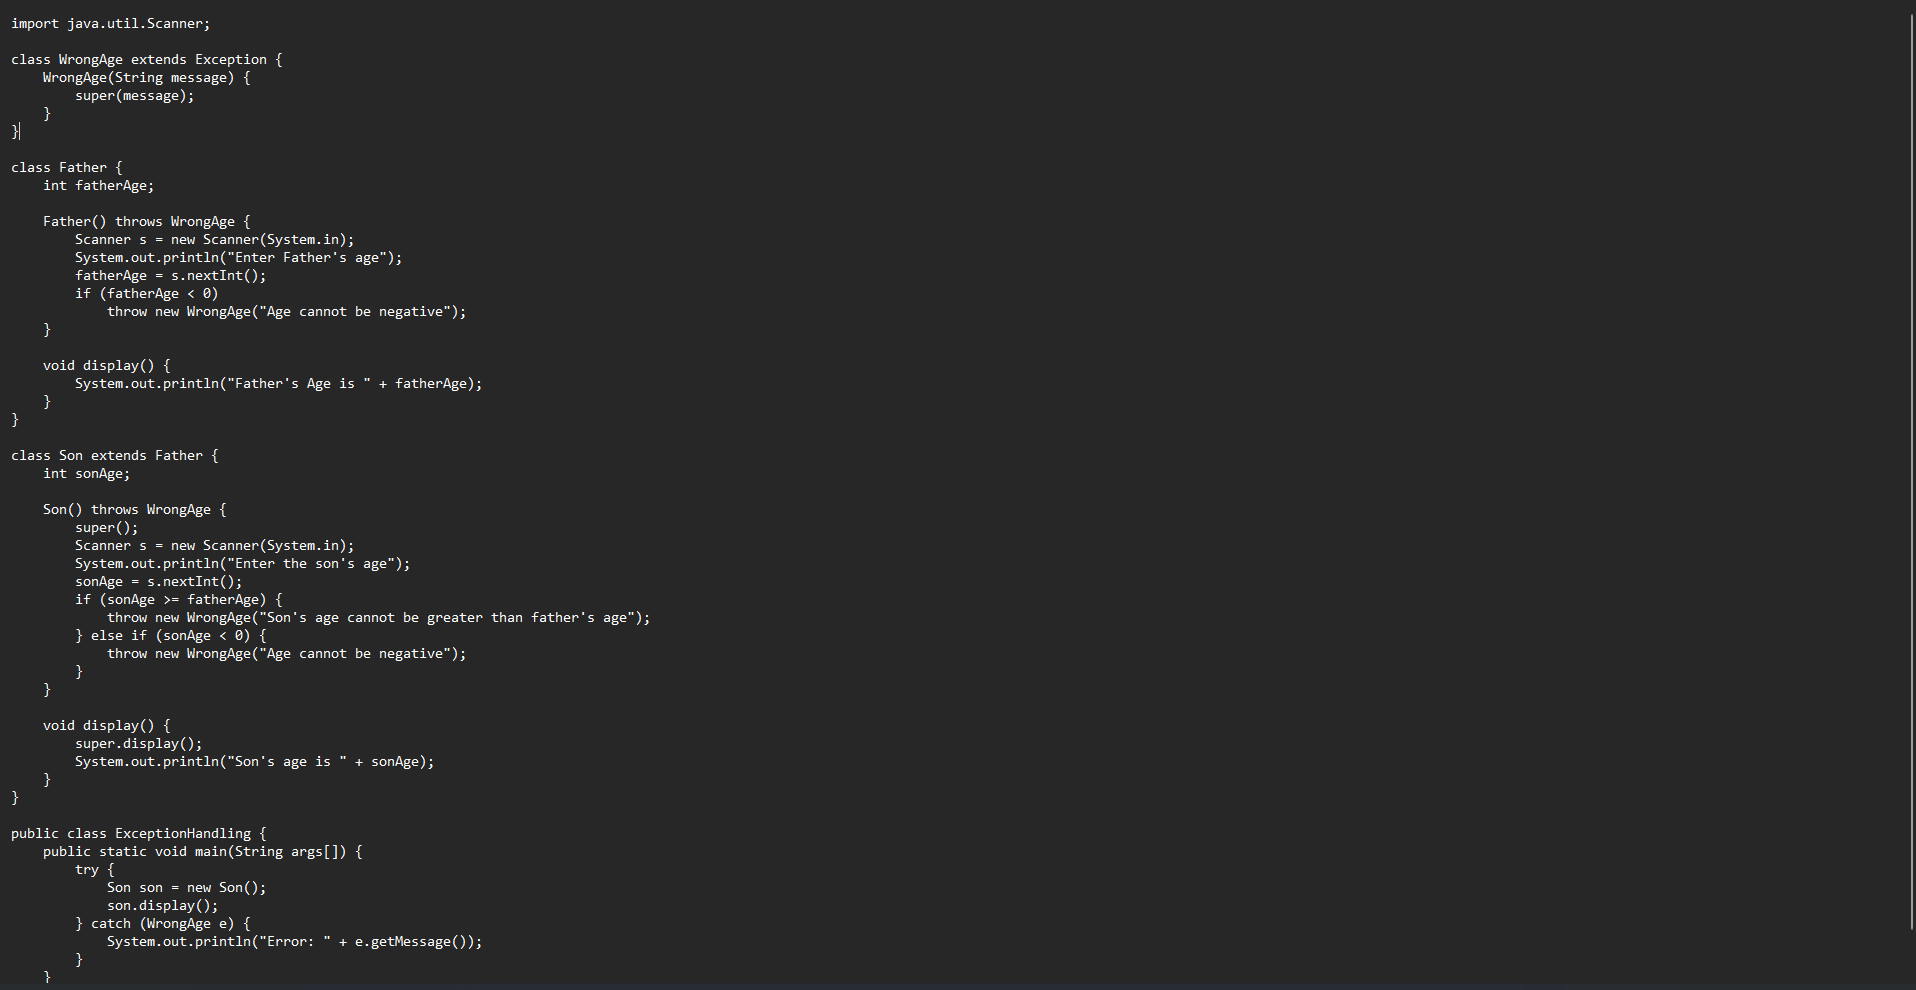 import java.util.Scanner;
class WrongAge extends Exception {
    WrongAge(String message) {
        super(message);
    }
}
class Father {
    int fatherAge;
    Father() throws WrongAge {
        Scanner s = new Scanner(System.in);
        System.out.println("Enter Father's age");
        fatherAge = s.nextInt();
        if (fatherAge < 0)
            throw new WrongAge("Age cannot be negative");
    }
    void display() {
        System.out.println("Father's Age is " + fatherAge);
    }
}
class Son extends Father {
    int sonAge;
    Son() throws WrongAge {
        super();
        Scanner s = new Scanner(System.in);
        System.out.println("Enter the son's age");
        sonAge = s.nextInt();
        if (sonAge >= fatherAge) {
            throw new WrongAge("Son's age cannot be greater than father's age");
        } else if (sonAge < 0) {
            throw new WrongAge("Age cannot be negative");
        }
    }
    void display() {
        super.display();
        System.out.println("Son's age is " + sonAge);
    }
}
public class ExceptionHandling {
    public static void main(String args[]) {
        try {
            Son son = new Son();
            son.display();
        } catch (WrongAge e) {
            System.out.println("Error: " + e.getMessage());
        }
    }